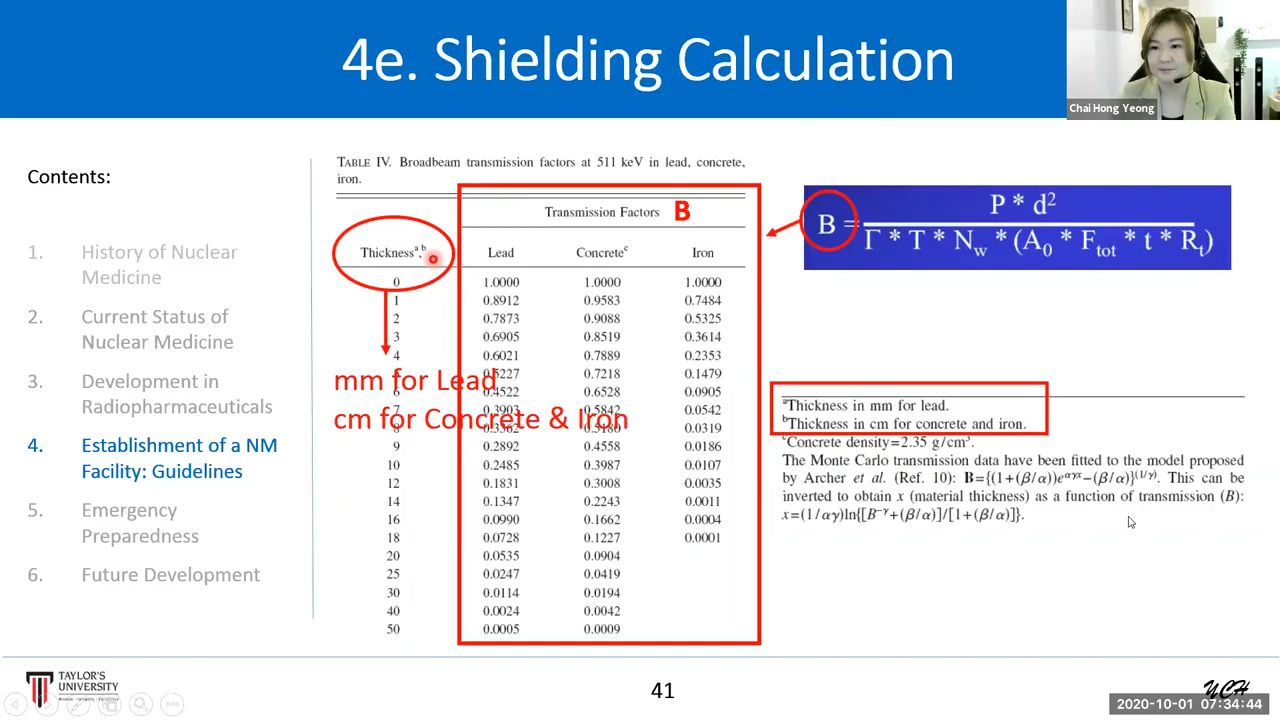 4e. Shielding Calculation
Chai Hong Yeong
Contents:
1. History of Nuclear
Medicine
2. Current Status of
Nuclear Medicine
3. Development in
Radiopharmaceuticals
4. Establishment of a NM
Facility: Guidelines
5. Emergency
Preparedness
6. Future Development
TABLE IV. Broadbeam transmission factors at 511 keV in lead, concrete,
iron.
Transmission Factors B
Thicknessᵃ,ᵇ Lead Concreteᶜ Iron
0 1.0000 1.0000 1.0000
1 0.8912 0.9583 0.7484
2 0.7873 0.9088 0.5325
3 0.6905 0.8519 0.3614
4 0.6021 0.7889 0.2353
0.5227 0.7218 0.1479
mm for Lead
6 0.4522 0.6528 0.0905
7 0.3903 0.5842 0.0542
cm for Concrete & Iron
0.0319
9 0.2892 0.4558 0.0186
10 0.2485 0.3987 0.0107
12 0.1831 0.3008 0.0035
14 0.1347 0.2243 0.0011
16 0.0990 0.1662 0.0004
18 0.0728 0.1227 0.0001
20 0.0535 0.0904
25 0.0247 0.0419
30 0.0114 0.0194
40 0.0024 0.0042
50 0.0005 0.0009
P * d²
B =
Γ * T * N_w * (A₀ * F_tot * t * R_t)
ᵃThickness in mm for lead.
ᵇThickness in cm for concrete and iron.
ᶜConcrete density=2.35 g/cm³.
The Monte Carlo transmission data have been fitted to the model proposed
by Archer et al. (Ref. 10): B={(1+(β/α))e^αγx−(β/α)}^(1/γ). This can be
inverted to obtain x (material thickness) as a function of transmission (B):
x=(1/αγ)ln{[B^−γ+(β/α)]/[1+(β/α)]}.
TAYLOR'S
UNIVERSITY
41
YCH
2020-10-01 07:34:44